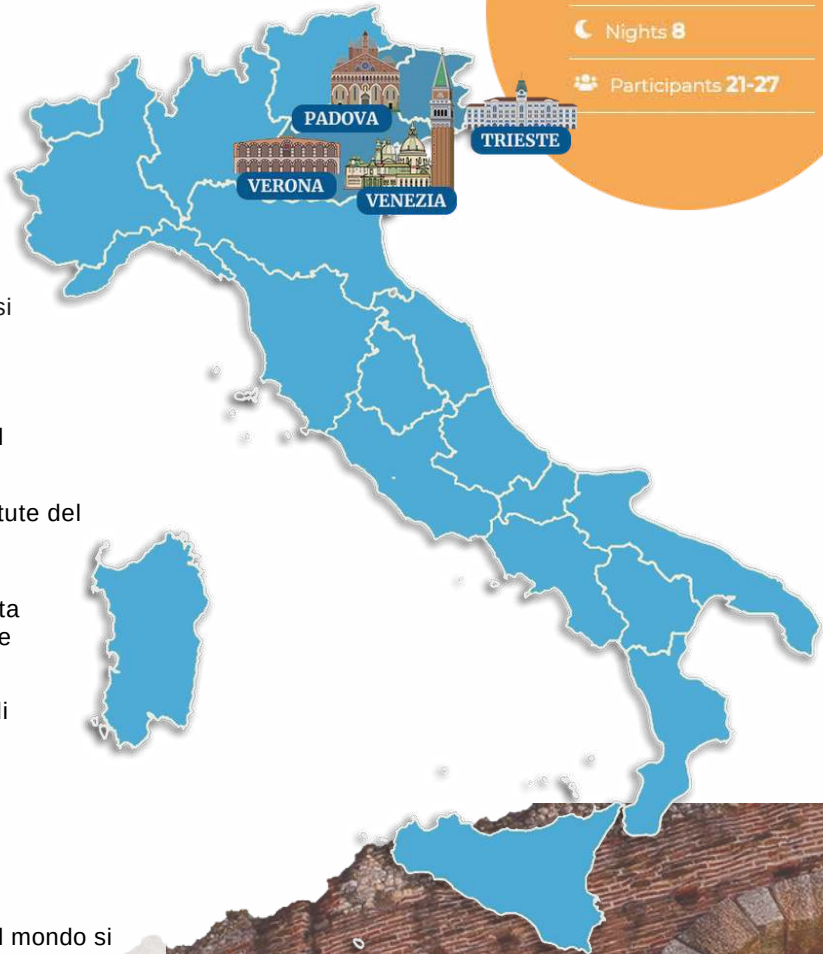 Nights 8
Participants 21-27
PADOVA
TRIESTE
VERONA
VENEZIA
si
tute del
ta
e
l mondo si